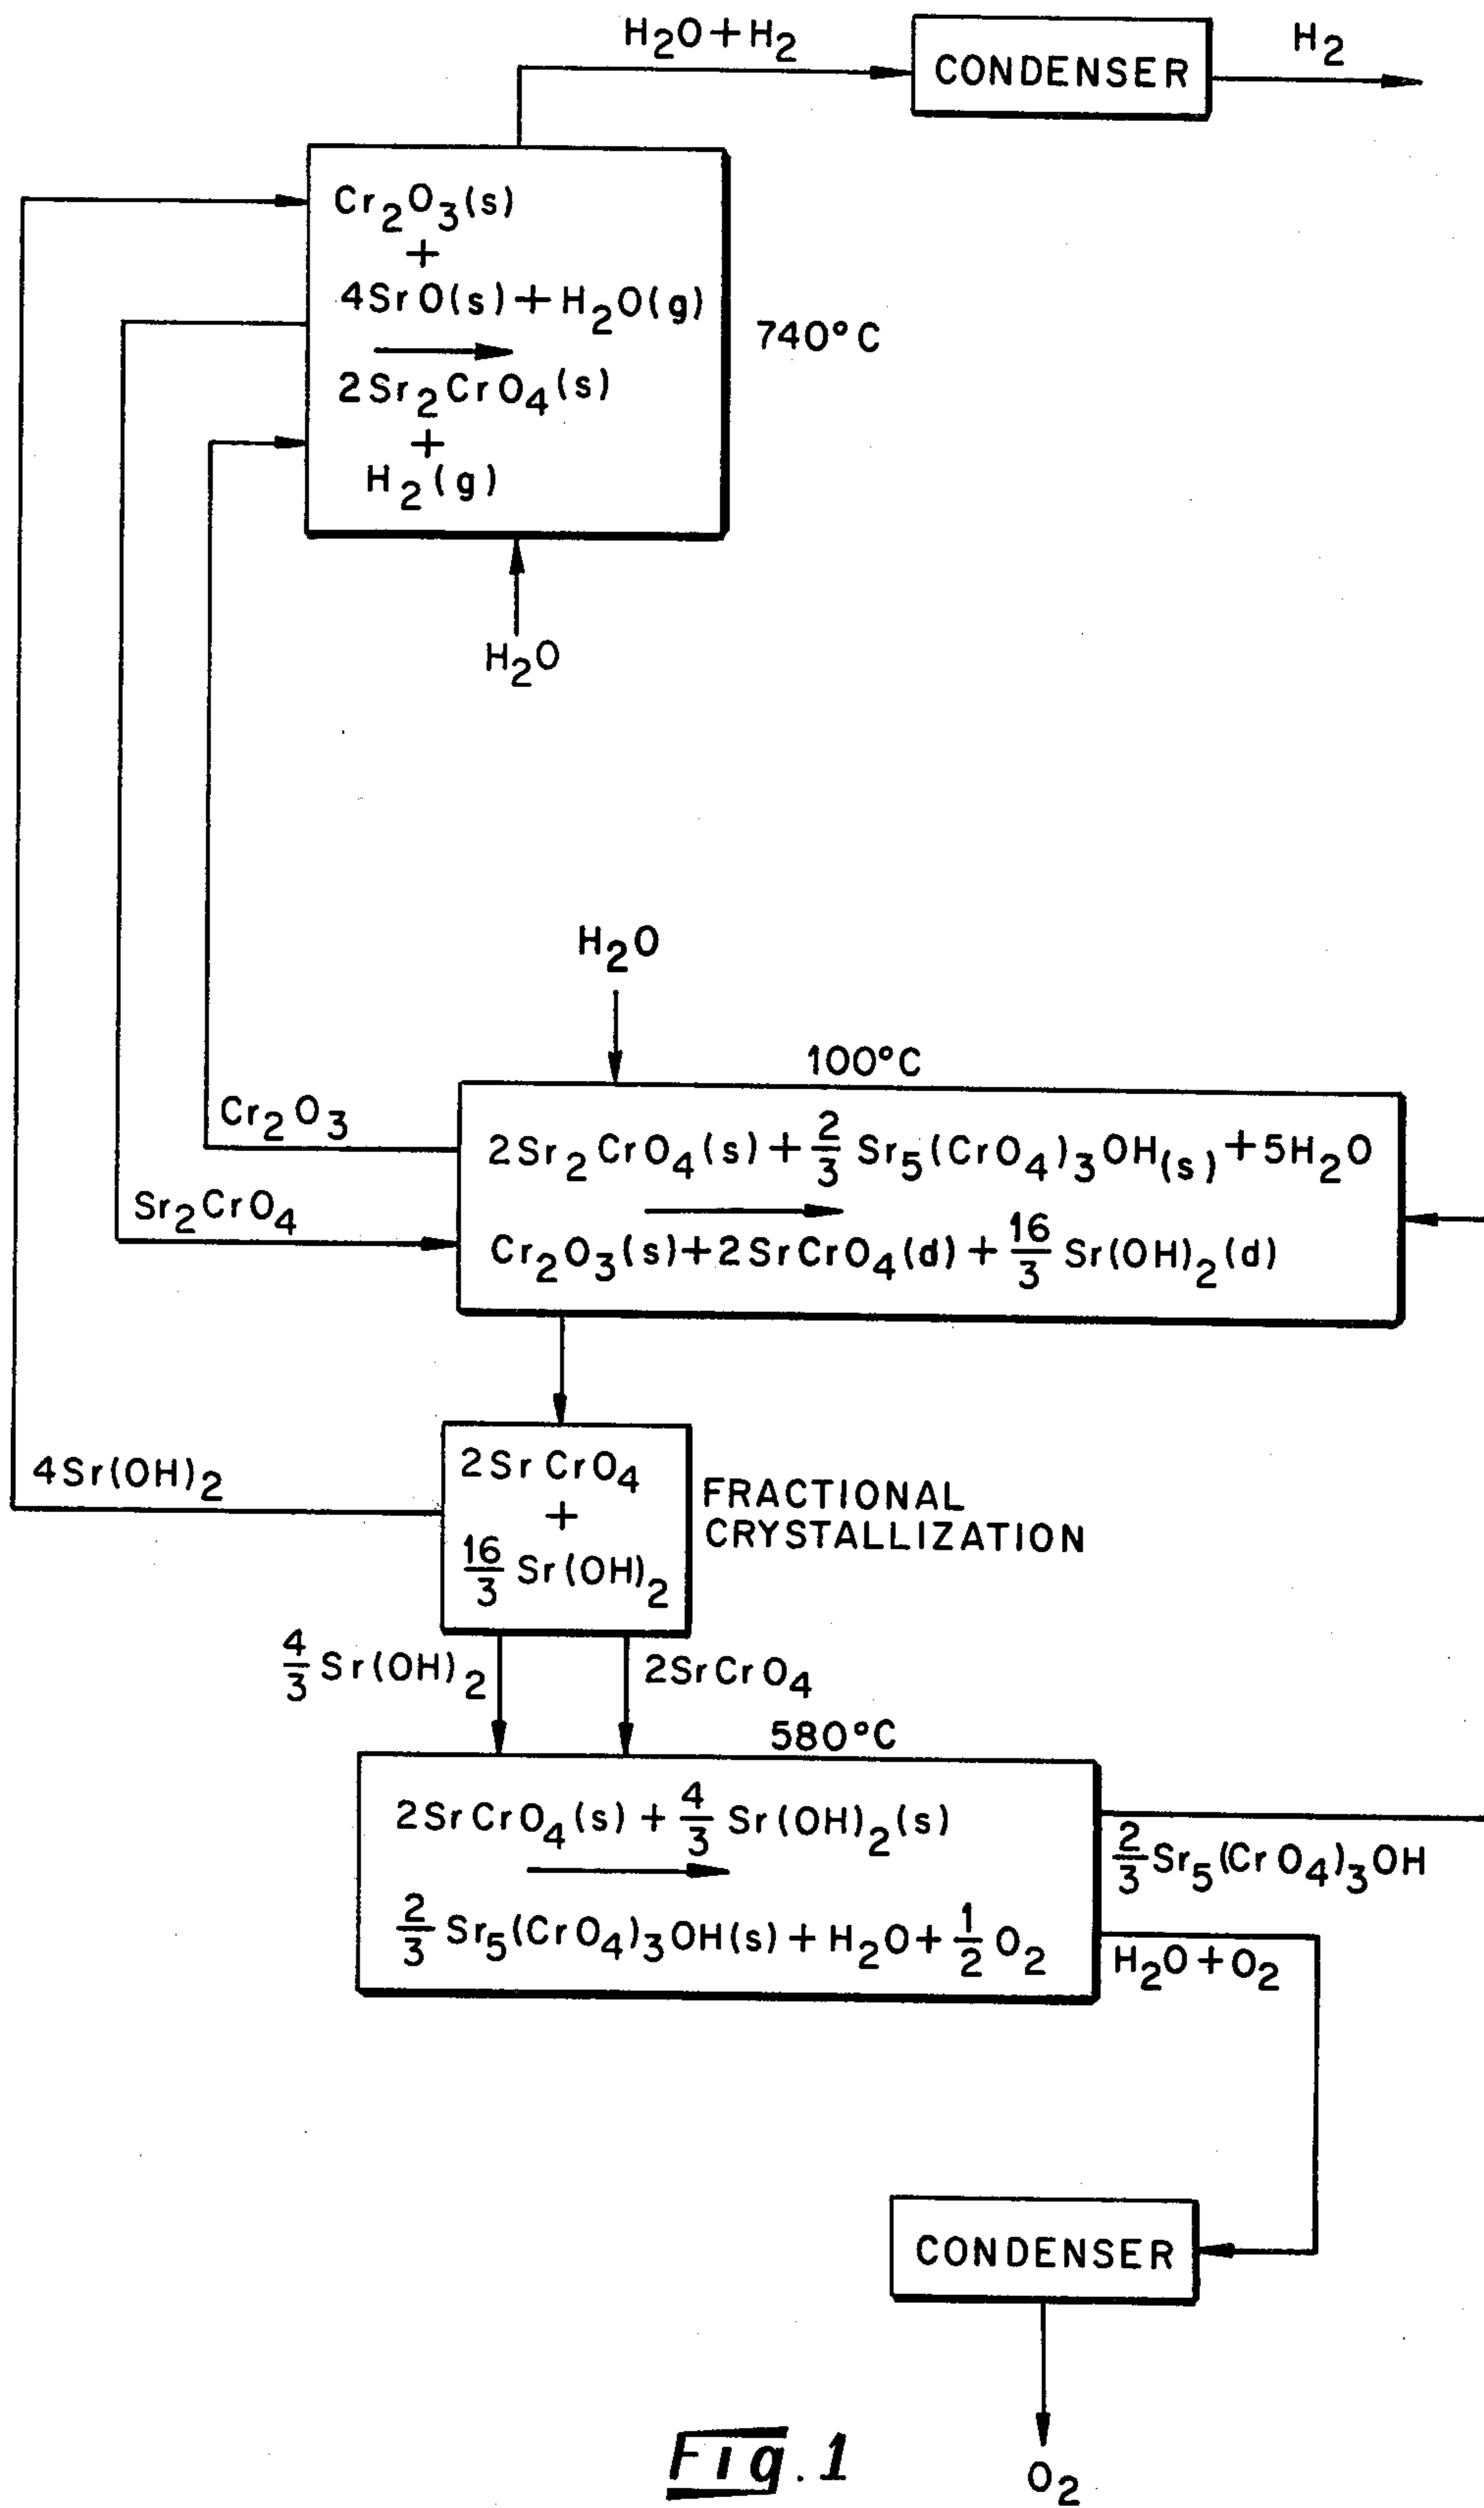 H2O+H2
CONDENSER
H2
Cr2O3(s)
+
4SrO(s)+H2O(g)
2Sr2CrO4(s)
+
H2(g)
740°C
H2O
H2O
100°C
Cr2O3
2Sr2CrO4(s)+2/3 Sr5(CrO4)3OH(s)+5H2O
Sr2CrO4
Cr2O3(s)+2SrCrO4(d)+16/3 Sr(OH)2(d)
4Sr(OH)2
2SrCrO4
+
16/3 Sr(OH)2
FRACTIONAL
CRYSTALLIZATION
4/3 Sr(OH)2
2SrCrO4
580°C
2SrCrO4(s)+4/3 Sr(OH)2(s)
2/3 Sr5(CrO4)3OH
2/3 Sr5(CrO4)3OH(s)+H2O+1/2 O2
H2O+O2
CONDENSER
O2
Fig. 1